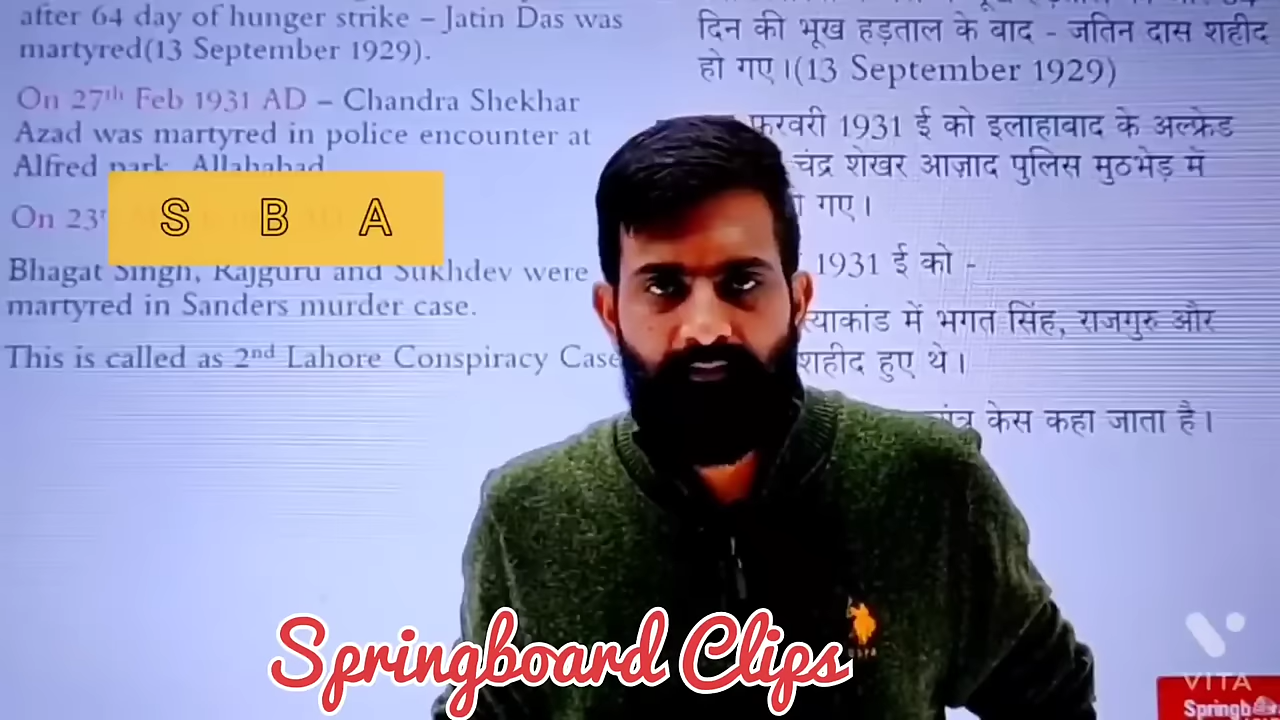 after 64 day of hunger strike – Jatin Das was
martyred(13 September 1929).
On 27th Feb 1931 AD – Chandra Shekhar
Azad was martyred in police encounter at
Alfred park, Allahabad
On 23
Bhagat Singh, Rajguru and Sukhdev were
martyred in Sanders murder case.
This is called as 2nd Lahore Conspiracy Case
दिन की भूख हड़ताल के वाद - जतिन दास शहीद
हो गए।(13 September 1929)
फरवरी 1931 ई को इलाहावाद के अल्फ्रेड
चंद्र शेखर आज़ाद पुलिस मुठभेड़ में
गए।
1931 ई को -
में भगत सिंह, राजगुरु और
शहीद हुए थे।
केस कहा जाता है।
S B A
Springboard Clips
VITA